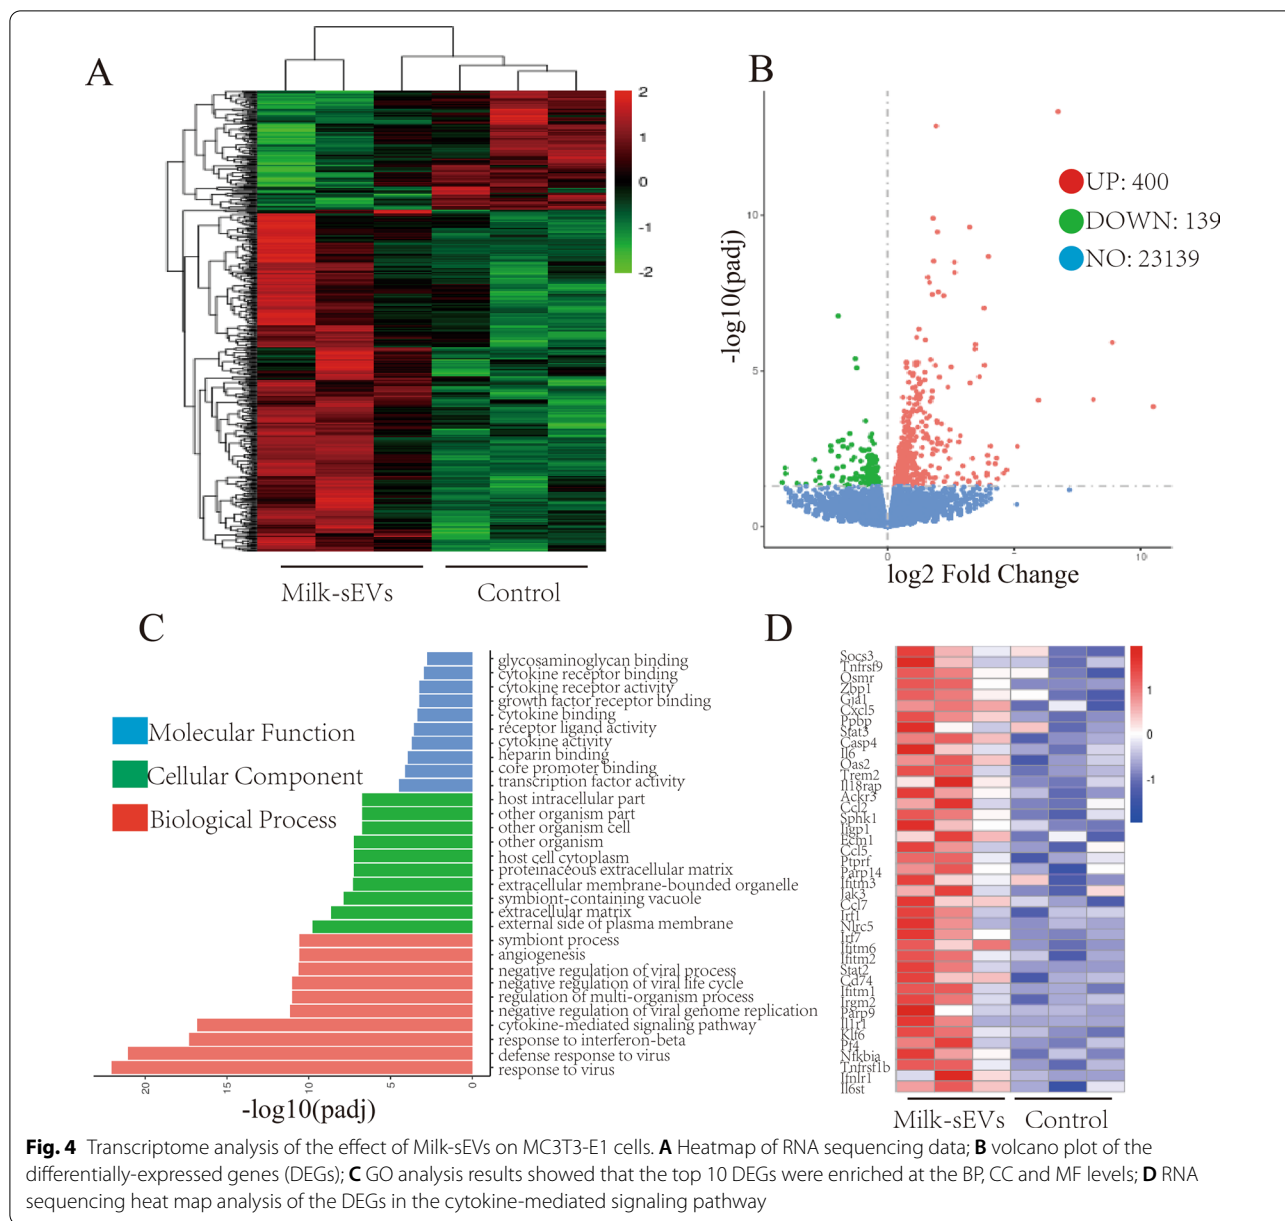 A
2
1
0
-1
-2
Milk-sEVs
Control
B
UP: 400
DOWN: 139
NO: 23139
-log10(padj)
10
5
0
0
5
10
log2 Fold Change
C
Molecular Function
Cellular Component
Biological Process
glycosaminoglycan binding
cytokine receptor binding
cytokine receptor activity
growth factor receptor binding
cytokine binding
receptor ligand activity
cytokine activity
heparin binding
core promoter binding
transcription factor activity
host intracellular part
other organism part
other organism cell
other organism
host cell cytoplasm
proteinaceous extracellular matrix
extracellular membrane-bounded organelle
symbiont-containing vacuole
extracellular matrix
external side of plasma membrane
symbiont process
angiogenesis
negative regulation of viral process
negative regulation of viral life cycle
regulation of multi-organism process
negative regulation of viral genome replication
cytokine-mediated signaling pathway
response to interferon-beta
defense response to virus
response to virus
20
15
10
5
0
-log10(padj)
D
Socs3
Tnfrsf9
Osmr
Zbp1
Gja1
Cxcl5
Ppbp
Stat3
Casp4
Il6
Oas2
Trem2
Il18rap
Ackr3
Ccl2
Sphk1
Iigp1
Ecm1
Ccl5
Ptprf
Parp14
Ifitm3
Jak3
Ccl7
Irf1
Nlrc5
Irf7
Ifitm6
Ifitm2
Stat2
Cd74
Ifitm1
Irgm2
Parp9
Il1r1
Klf6
Pf4
Nfkbia
Tnfrsf1b
Ifnlr1
Il6st
1
0
-1
Milk-sEVs
Control
Fig. 4 Transcriptome analysis of the effect of Milk-sEVs on MC3T3-E1 cells. A Heatmap of RNA sequencing data; B volcano plot of the
differentially-expressed genes (DEGs); C GO analysis results showed that the top 10 DEGs were enriched at the BP, CC and MF levels; D RNA
sequencing heat map analysis of the DEGs in the cytokine-mediated signaling pathway